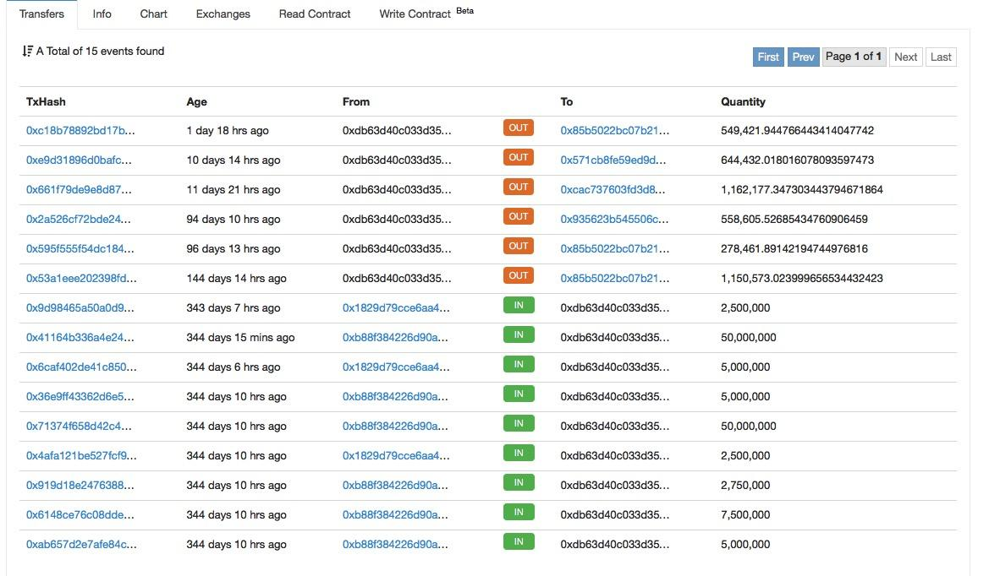 Transfers Info Chart Exchanges Read Contract Write Contract Beta
A Total of 15 events found
First Prev Page 1 of 1 Next Last
TxHash Age From To Quantity
0xc18b78892bd17b... 1 day 18 hrs ago 0xdb63d40c033d35... OUT 0x85b5022bc07b21... 549,421.944766443414047742
0xe9d31896d0bafc... 10 days 14 hrs ago 0xdb63d40c033d35... OUT 0x571cb8fe59ed9d... 644,432.018016078093597473
0x661f79de9e8d87... 11 days 21 hrs ago 0xdb63d40c033d35... OUT 0xcac737603fd3d8... 1,162,177.347303443794671864
0x2a526cf72bde24... 94 days 10 hrs ago 0xdb63d40c033d35... OUT 0x935623b545506c... 558,605.52685434760906459
0x595f555f54dc184... 96 days 13 hrs ago 0xdb63d40c033d35... OUT 0x85b5022bc07b21... 278,461.89142194744976816
0x53a1eee202398fd... 144 days 14 hrs ago 0xdb63d40c033d35... OUT 0x85b5022bc07b21... 1,150,573.023999656534432423
0x9d98465a50a0d9... 343 days 7 hrs ago 0x1829d79cce6aa4... IN 0xdb63d40c033d35... 2,500,000
0x41164b336a4e24... 344 days 15 mins ago 0xb88f384226d90a... IN 0xdb63d40c033d35... 50,000,000
0x6caf402de41c850... 344 days 6 hrs ago 0x1829d79cce6aa4... IN 0xdb63d40c033d35... 5,000,000
0x36e9ff43362d6e5... 344 days 10 hrs ago 0xb88f384226d90a... IN 0xdb63d40c033d35... 5,000,000
0x71374f658d42c4... 344 days 10 hrs ago 0xb88f384226d90a... IN 0xdb63d40c033d35... 50,000,000
0x4afa121be527fcf9... 344 days 10 hrs ago 0x1829d79cce6aa4... IN 0xdb63d40c033d35... 2,500,000
0x919d18e2476388... 344 days 10 hrs ago 0xb88f384226d90a... IN 0xdb63d40c033d35... 2,750,000
0x6148ce76c08dde... 344 days 10 hrs ago 0xb88f384226d90a... IN 0xdb63d40c033d35... 7,500,000
0xab657d2e7afe84c... 344 days 10 hrs ago 0xb88f384226d90a... IN 0xdb63d40c033d35... 5,000,000